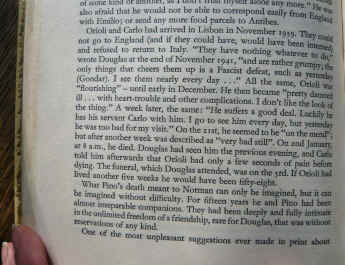 of some kind of another, as I don't trust myself alone any more." He was
also afraid that he would not be able to correspond easily from England
with Emilio; or send any more food parcels to Antibes.
Orioli and Carlo had arrived in Lisbon in November 1939. They could
not go to England (and if they could have, would have been interned)
and refused to return to Italy. "They have nothing whatever to do,"
wrote Douglas at the end of November 1941, "and are rather grumpy; the
only things that cheers them up is a Fascist defeat, such as yesterday
(Gondar). I see them nearly every day . . ." All the same, Orioli was
"flourishing" – until early in December. He then became "pretty damned
ill . . . with heart-trouble and other complications. I don't like the look of
the thing." A week later, the same: "He suffers a good deal. Luckily he
has his servant Carlo with him. I go to see him every day, but yesterday
he was too bad for my visit." On the 21st, he seemed to be "on the mend",
but after another week was described as "very bad still". On 2nd January,
at 8 a.m., he died. Douglas had seen him the previous evening, and Carlo
told him afterwards that Orioli had only a few seconds of pain before
dying. The funeral, which Douglas attended, was on the 3rd. If Orioli had
lived another five weeks he would have been fifty-eight.
What Pino's death meant to Norman can only be imagined, but it can
be imagined without difficulty. For fifteen years he and Pino had been
almost inseparable companions. They had been deeply and fully intimate
in the unlimited freedom of a friendship, rare for Douglas, that was without
reservations of any kind.
One of the most unpleasant suggestions ever made in print about